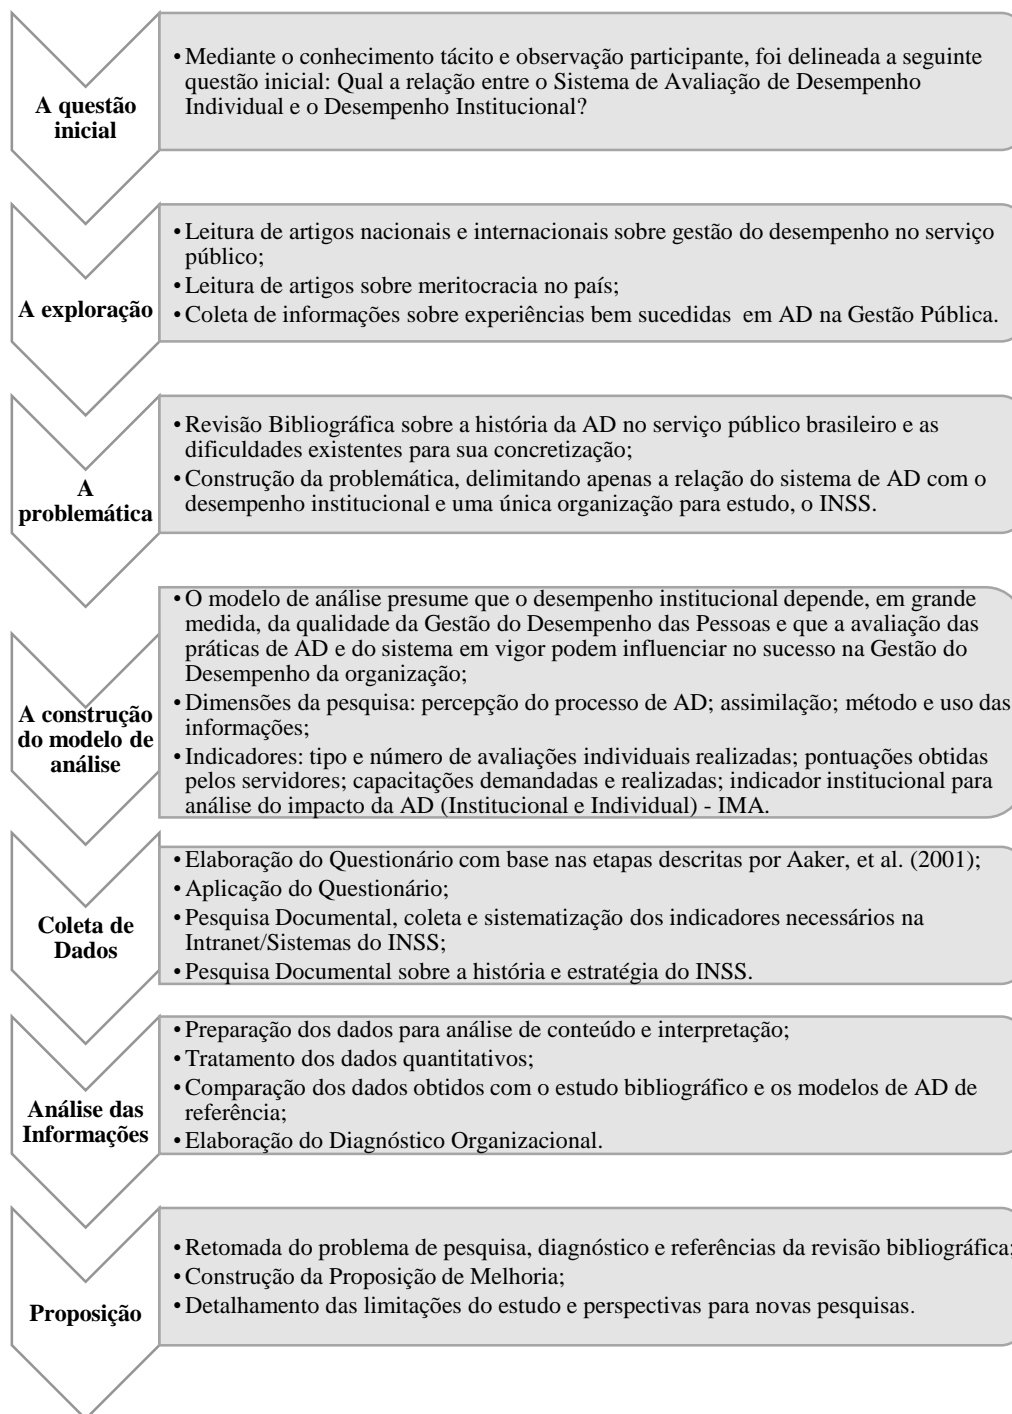 A questão
inicial
• Mediante o conhecimento tácito e observação participante, foi delineada a seguinte
questão inicial: Qual a relação entre o Sistema de Avaliação de Desempenho
Individual e o Desempenho Institucional?
A exploração
• Leitura de artigos nacionais e internacionais sobre gestão do desempenho no serviço
público;
• Leitura de artigos sobre meritocracia no país;
• Coleta de informações sobre experiências bem sucedidas em AD na Gestão Pública.
A
problemática
• Revisão Bibliográfica sobre a história da AD no serviço público brasileiro e as
dificuldades existentes para sua concretização;
• Construção da problemática, delimitando apenas a relação do sistema de AD com o
desempenho institucional e uma única organização para estudo, o INSS.
A construção
do modelo de
análise
• O modelo de análise presume que o desempenho institucional depende, em grande
medida, da qualidade da Gestão do Desempenho das Pessoas e que a avaliação das
práticas de AD e do sistema em vigor podem influenciar no sucesso na Gestão do
Desempenho da organização;
• Dimensões da pesquisa: percepção do processo de AD; assimilação; método e uso das
informações;
• Indicadores: tipo e número de avaliações individuais realizadas; pontuações obtidas
pelos servidores; capacitações demandadas e realizadas; indicador institucional para
análise do impacto da AD (Institucional e Individual) - IMA.
Coleta de
Dados
• Elaboração do Questionário com base nas etapas descritas por Aaker, et al. (2001);
• Aplicação do Questionário;
• Pesquisa Documental, coleta e sistematização dos indicadores necessários na
Intranet/Sistemas do INSS;
• Pesquisa Documental sobre a história e estratégia do INSS.
Análise das
Informações
• Preparação dos dados para análise de conteúdo e interpretação;
• Tratamento dos dados quantitativos;
• Comparação dos dados obtidos com o estudo bibliográfico e os modelos de AD de
referência;
• Elaboração do Diagnóstico Organizacional.
Proposição
• Retomada do problema de pesquisa, diagnóstico e referências da revisão bibliográfica;
• Construção da Proposição de Melhoria;
• Detalhamento das limitações do estudo e perspectivas para novas pesquisas.